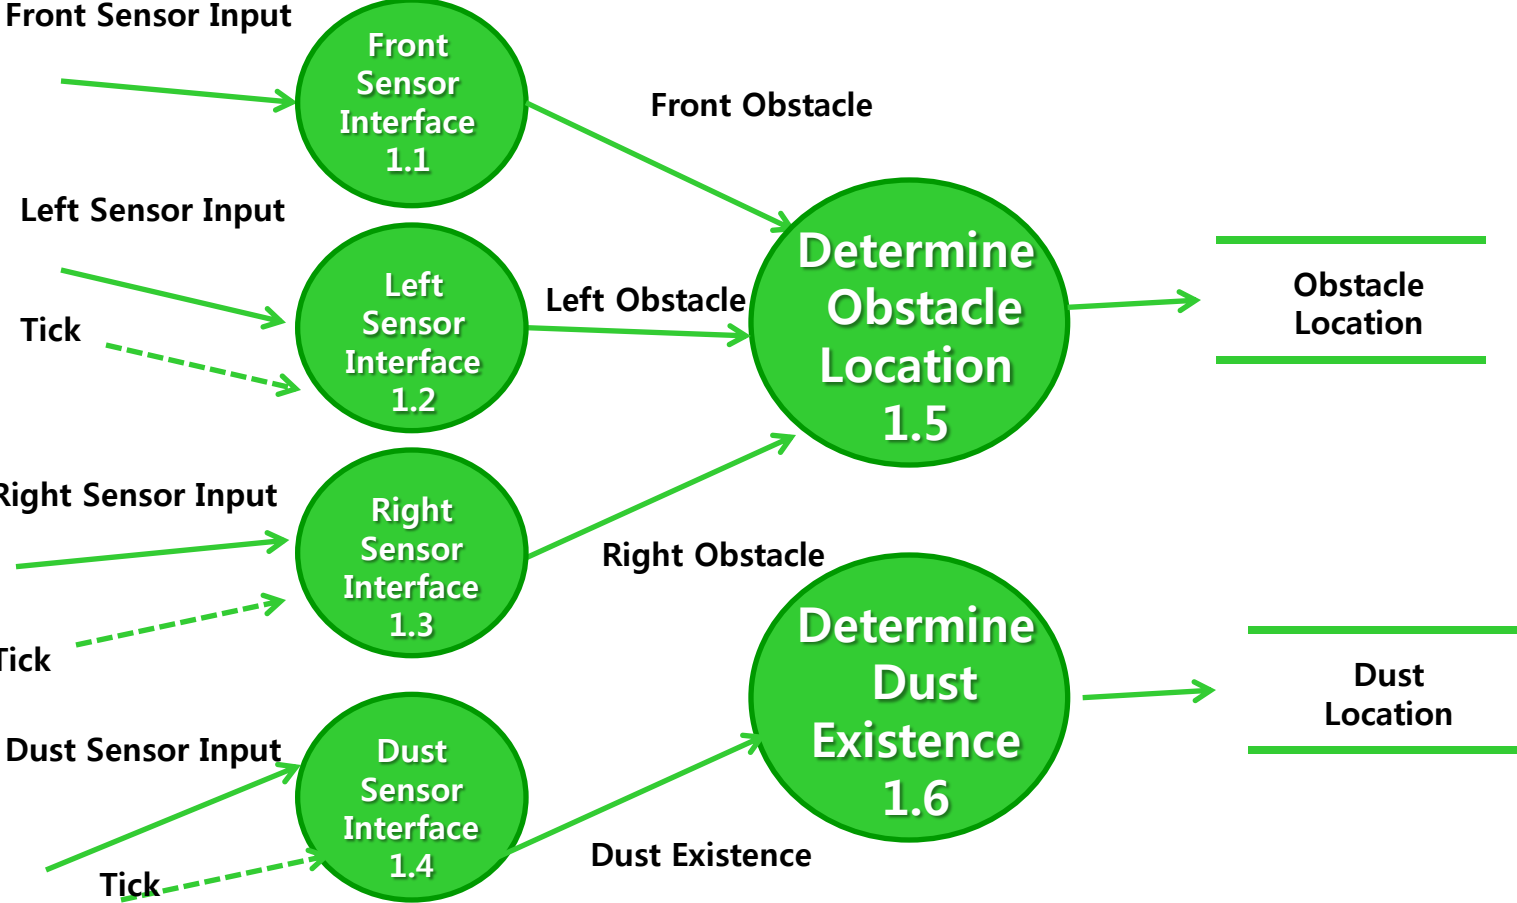 Front Sensor Input
Front
Sensor
Interface
1.1
Front Obstacle
Left Sensor Input
Tick
Left
Sensor
Interface
1.2
Left Obstacle
Determine
Obstacle
Location
1.5
Obstacle
Location
Right Sensor Input
Tick
Right
Sensor
Interface
1.3
Right Obstacle
Dust Sensor Input
Tick
Dust
Sensor
Interface
1.4
Dust Existence
Determine
Dust
Existence
1.6
Dust
Location